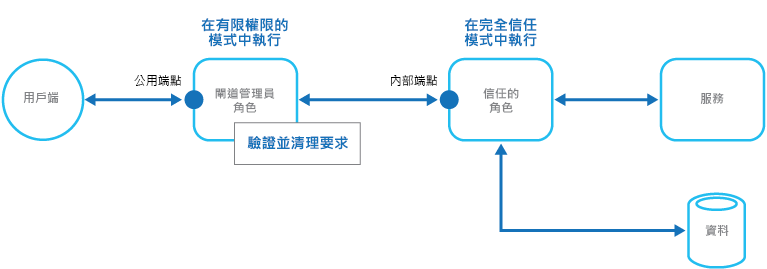 在有限權限的
模式中執行
在完全信任
模式中執行
用戶端
公用端點
閘道管理員
角色
內部端點
信任的
角色
服務
驗證並清理要求
資料